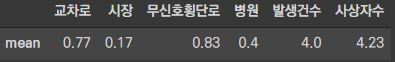 교차로 시장 무신호횡단로 병원 발생건수 사상자수
mean 0.77 0.17 0.83 0.4 4.0 4.23